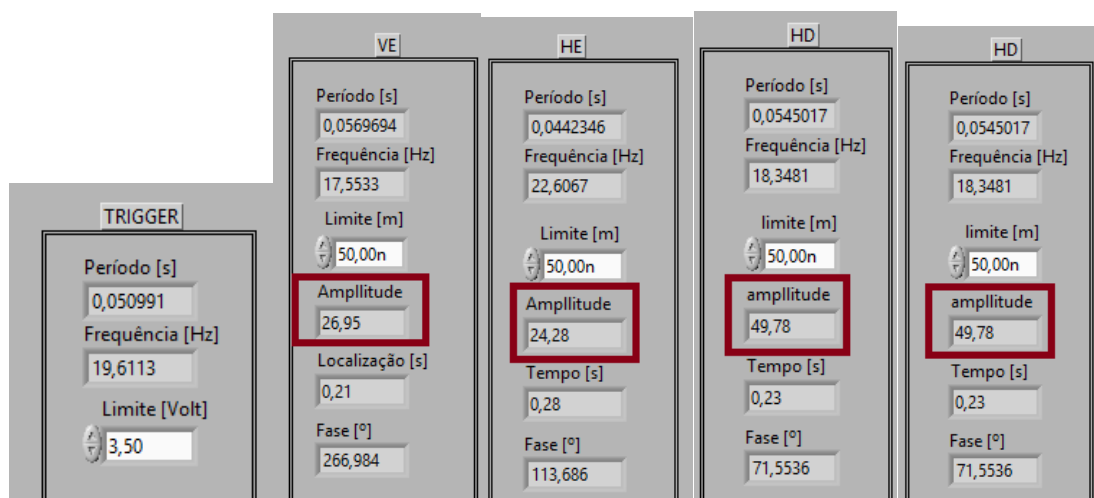 TRIGGER
Período [s]
0,050991
Frequência [Hz]
19,6113
Limite [Volt]
3,50
VE
Período [s]
0,0569694
Frequência [Hz]
17,5533
Limite [m]
50,00n
Ampllitude
26,95
Localização [s]
0,21
Fase [º]
266,984
HE
Período [s]
0,0442346
Frequência [Hz]
22,6067
Limite [m]
50,00n
Ampllitude
24,28
Tempo [s]
0,28
Fase [º]
113,686
HD
Período [s]
0,0545017
Frequência [Hz]
18,3481
limite [m]
50,00n
ampllitude
49,78
Tempo [s]
0,23
Fase [º]
71,5536
HD
Período [s]
0,0545017
Frequência [Hz]
18,3481
limite [m]
50,00n
ampllitude
49,78
Tempo [s]
0,23
Fase [º]
71,5536